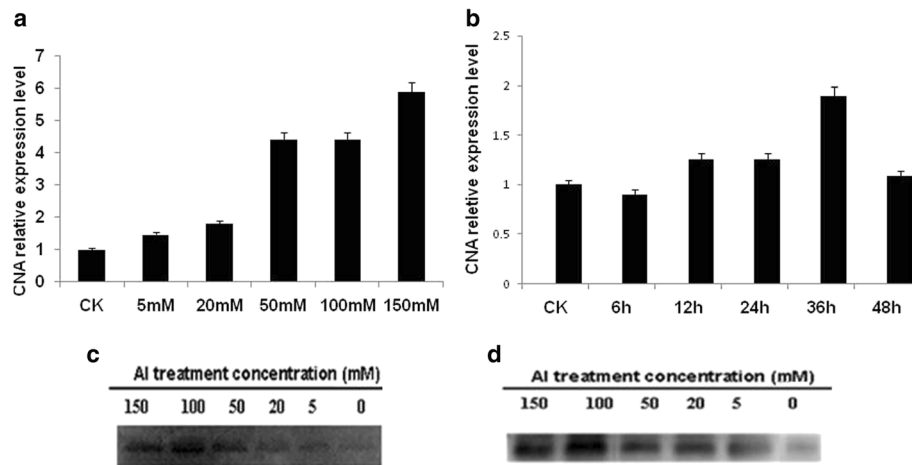 a
CNA relative expression level
7
6
5
4
3
2
1
0
CK 5mM 20mM 50mM 100mM 150mM
b
CNA reletive expression level
2.5
2
1.5
1
0.5
0
CK 6h 12h 24h 36h 48h
c
Al treatment concentration (mM)
150 100 50 20 5 0
d
Al treatment concentration (mM)
150 100 50 20 5 0